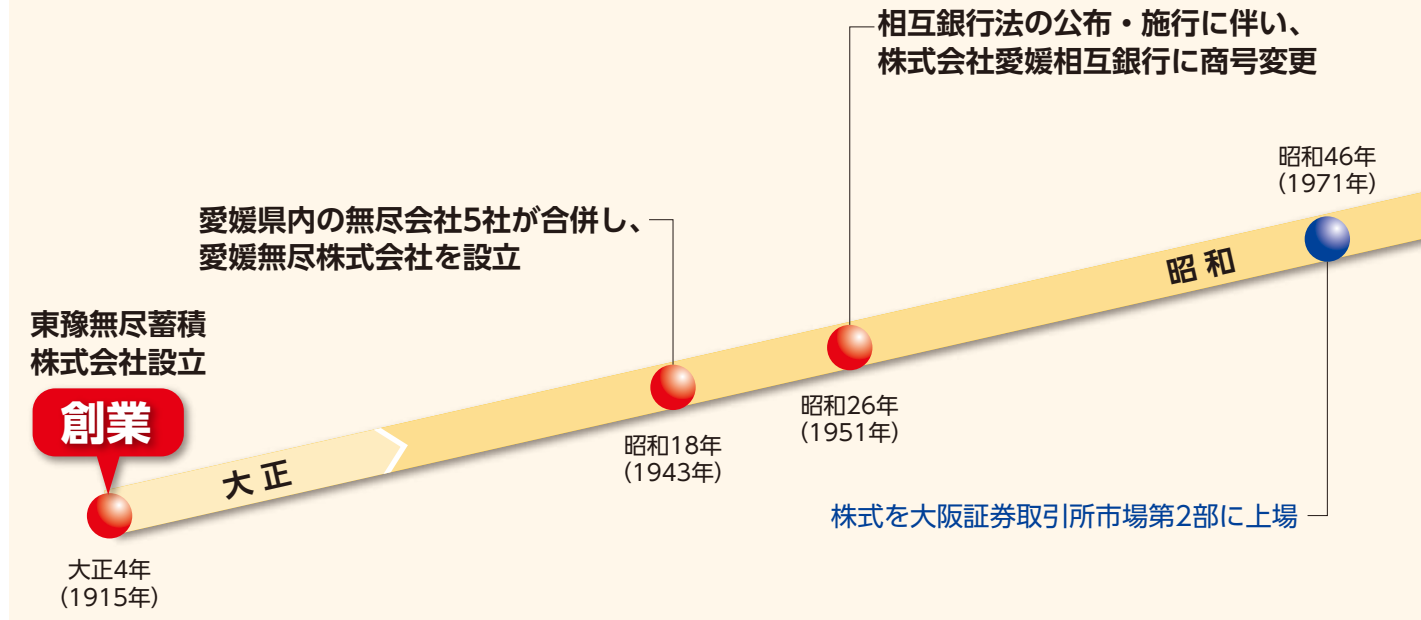 東豫無尽蓄積
株式会社設立
創業
大正4年
(1915年)
大正
愛媛県内の無尽会社5社が合併し、
愛媛無尽株式会社を設立
昭和18年
(1943年)
相互銀行法の公布・施行に伴い、
株式会社愛媛相互銀行に商号変更
昭和26年
(1951年)
昭和
昭和46年
(1971年)
株式を大阪証券取引所市場第2部に上場